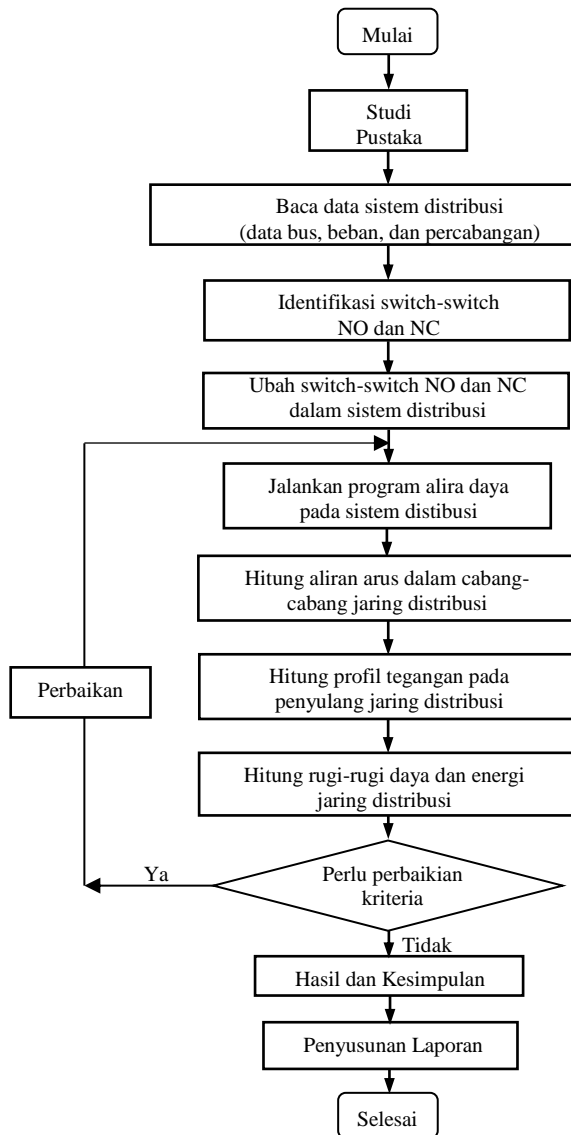 Mulai
Studi
Pustaka
Baca data sistem distribusi
(data bus, beban, dan percabangan)
Identifikasi switch-switch
NO dan NC
Ubah switch-switch NO dan NC
dalam sistem distribusi
Jalankan program alira daya
pada sistem distibusi
Hitung aliran arus dalam cabang-
cabang jaring distribusi
Hitung profil tegangan pada
penyulang jaring distribusi
Perbaikan
Hitung rugi-rugi daya dan energi
jaring distribusi
Perlu perbaikian
kriteria
Ya
Tidak
Hasil dan Kesimpulan
Penyusunan Laporan
Selesai